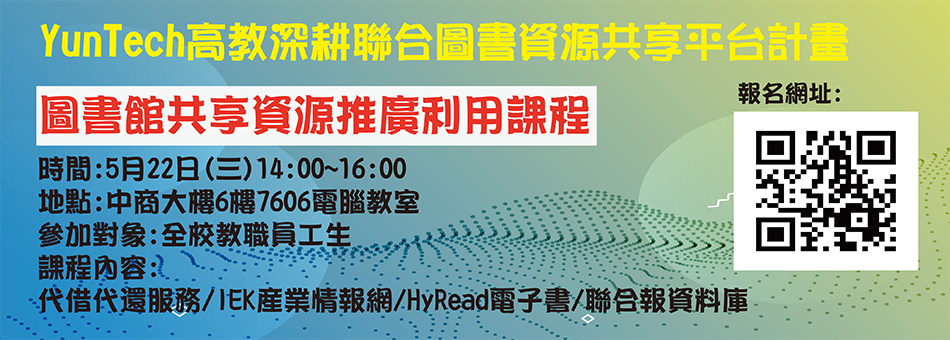 YunTech高教深耕聯合圖書資源共享平台計畫
圖書館共享資源推廣利用課程
報名網址:
時間:5月22日(三)14:00~16:00
地點:中商大樓6樓7606電腦教室
參加對象:全校教職員工生
課程內容:
代借代還服務/IEK產業情報網/HyRead電子書/聯合報資料庫